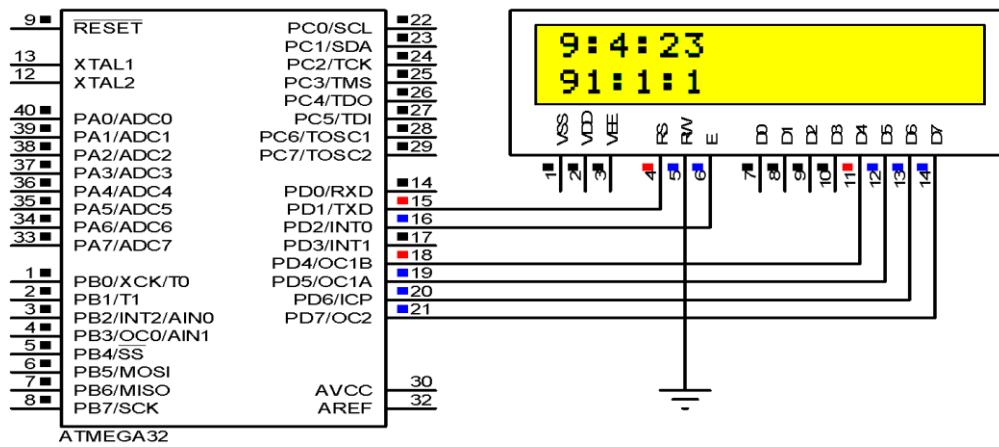 9 RESET PC0/SCL 22
PC1/SDA 23
13 XTAL1 PC2/TCK 24
12 XTAL2 PC3/TMS 25
PC4/TDO 26
40 PA0/ADC0 PC5/TDI 27
39 PA1/ADC1 PC6/TOSC1 28
38 PA2/ADC2 PC7/TOSC2 29
37 PA3/ADC3
36 PA4/ADC4 PD0/RXD 14
35 PA5/ADC5 PD1/TXD 15
34 PA6/ADC6 PD2/INT0 16
33 PA7/ADC7 PD3/INT1 17
PD4/OC1B 18
1 PB0/XCK/T0 PD5/OC1A 19
2 PB1/T1 PD6/ICP 20
3 PB2/INT2/AIN0 PD7/OC2 21
4 PB3/OC0/AIN1
5 PB4/SS
6 PB5/MOSI
7 PB6/MISO AVCC 30
8 PB7/SCK AREF 32
ATMEGA32
9:4:23
91:1:1
VSS VDD VEE RS RW E D0 D1 D2 D3 D4 D5 D6 D7
1 2 3 4 5 6 7 8 9 10 11 12 13 14